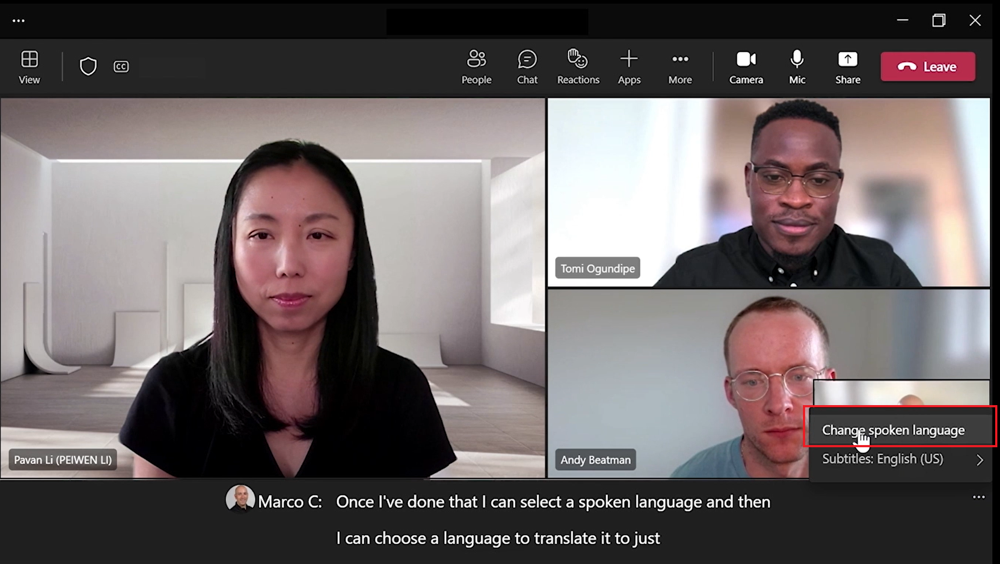 View
CC
People
Chat
Reactions
Apps
More
Camera
Mic
Share
Leave
Tomi Ogundipe
Pavan Li (PEIWEN LI)
Andy Beatman
Change spoken language
Subtitles: English (US)
Marco C: Once I've done that I can select a spoken language and then
I can choose a language to translate it to just